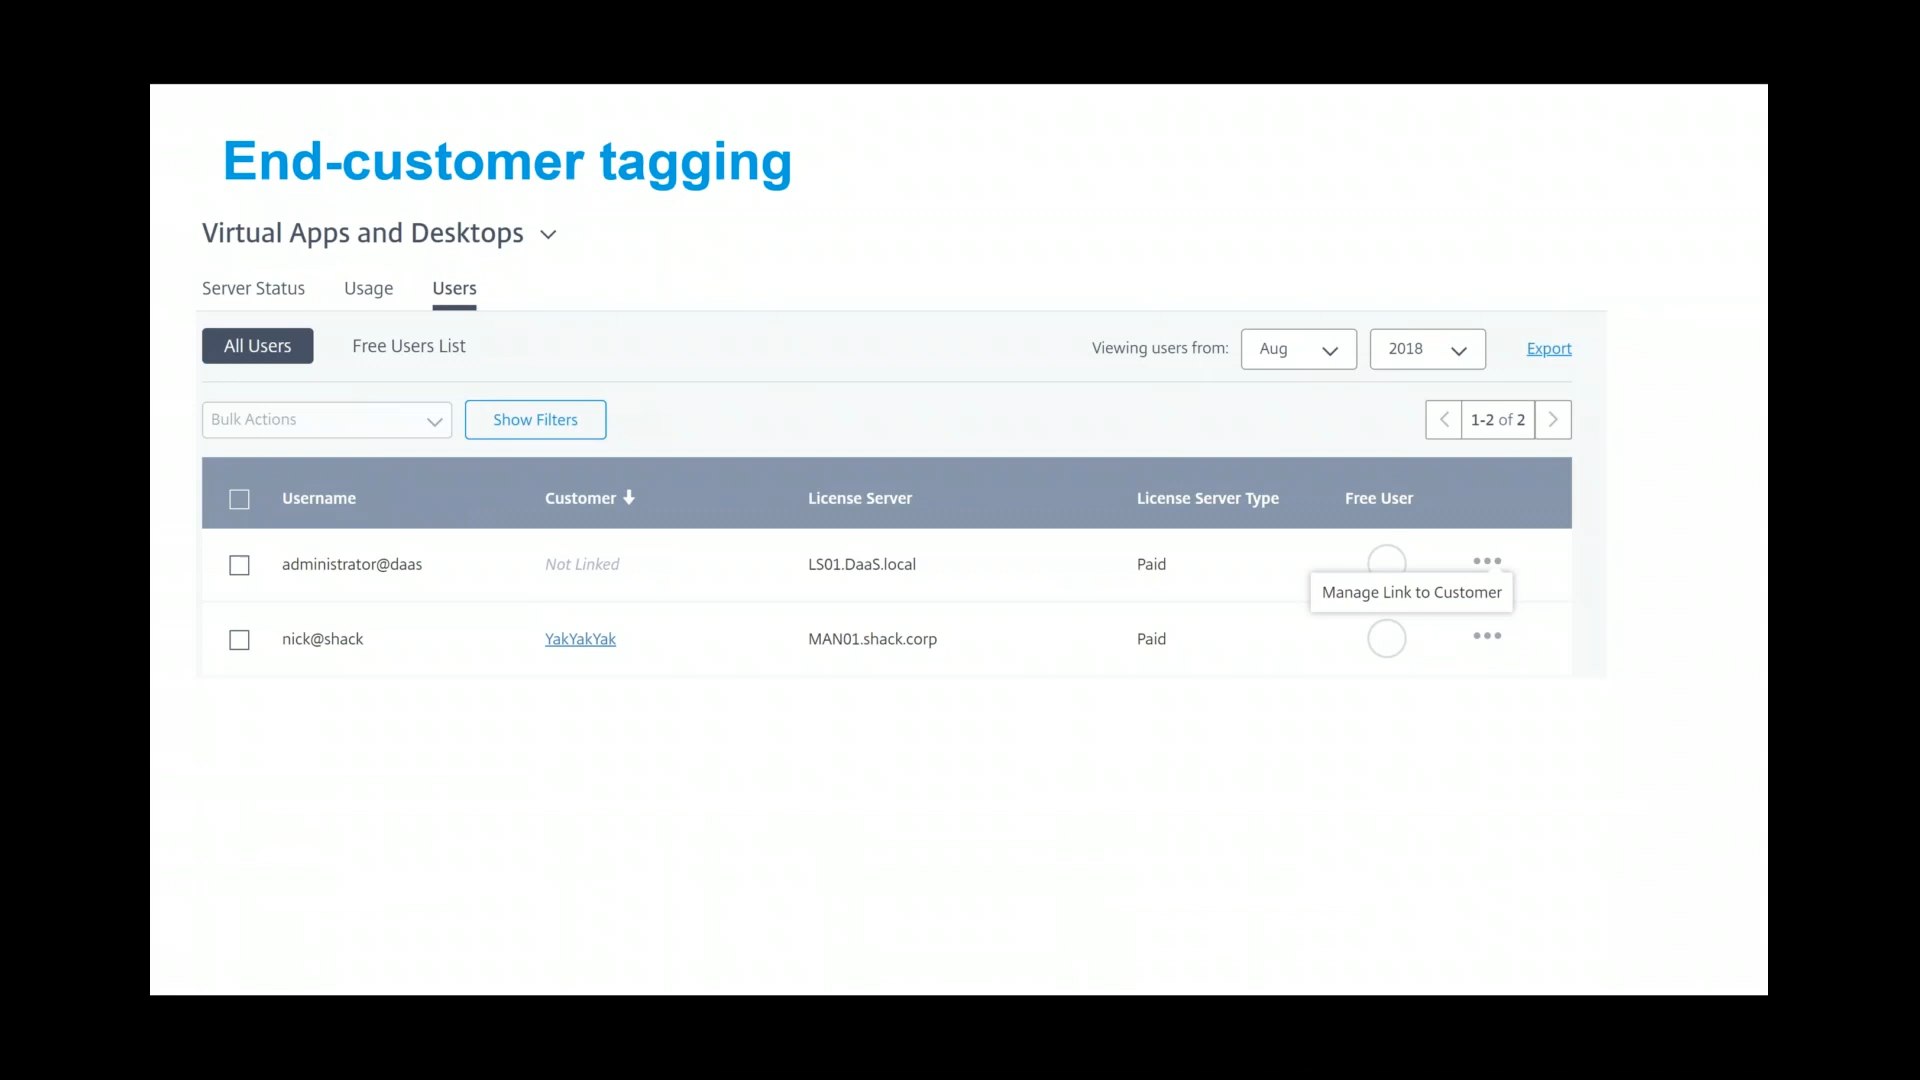 End-customer tagging
Virtual Apps and Desktops
Server Status Usage Users
All Users Free Users List Viewing users from: Aug 2018 Export
Bulk Actions Show Filters 1-2 of 2
Username Customer License Server License Server Type Free User
administrator@daas Not Linked LS01.DaaS.local Paid
Manage Link to Customer
nick@shack YakYakYak MAN01.shack.corp Paid